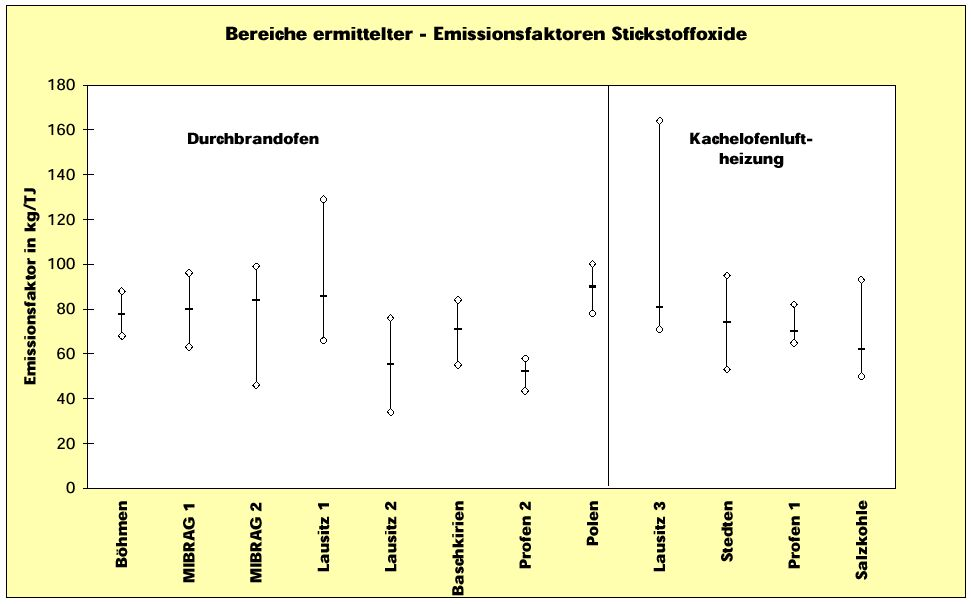 Bereiche ermittelter - Emissionsfaktoren Stickstoffoxide
Emissionsfaktor in kg/TJ
180
160
140
120
100
80
60
40
20
0
Durchbrandofen
Kachelofenluft-
heizung
Böhmen
MIBRAG 1
MIBRAG 2
Lausitz 1
Lausitz 2
Baschkirien
Profen 2
Polen
Lausitz 3
Stedten
Profen 1
Salzkohle